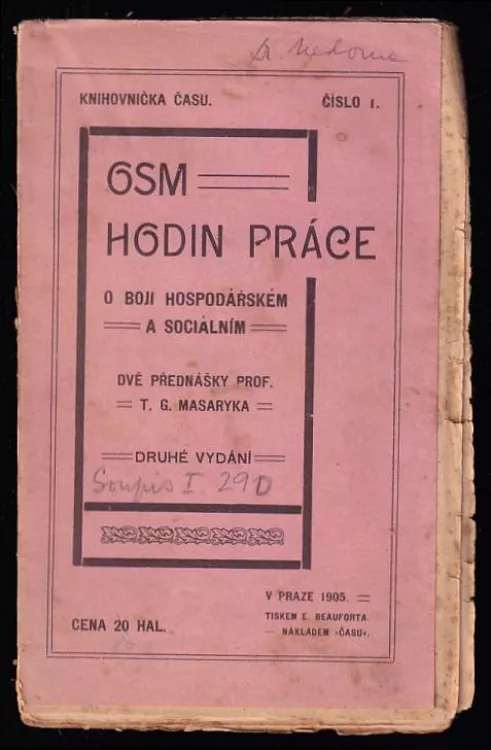 Dr.
KNIHOVNIČKA ČASU. ČÍSLO 1.
OSM
HODIN PRÁCE
O BOJI HOSPODÁŘSKÉM
A SOCIÁLNÍM
DVĚ PŘEDNÁŠKY PROF.
T. G. MASARYKA
DRUHÉ VYDÁNÍ
Soupis I. 290
V PRAZE 1905.
TISKEM E. BEAUFORTA
— NÁKLADEM »ČASU«.
CENA 20 HAL.